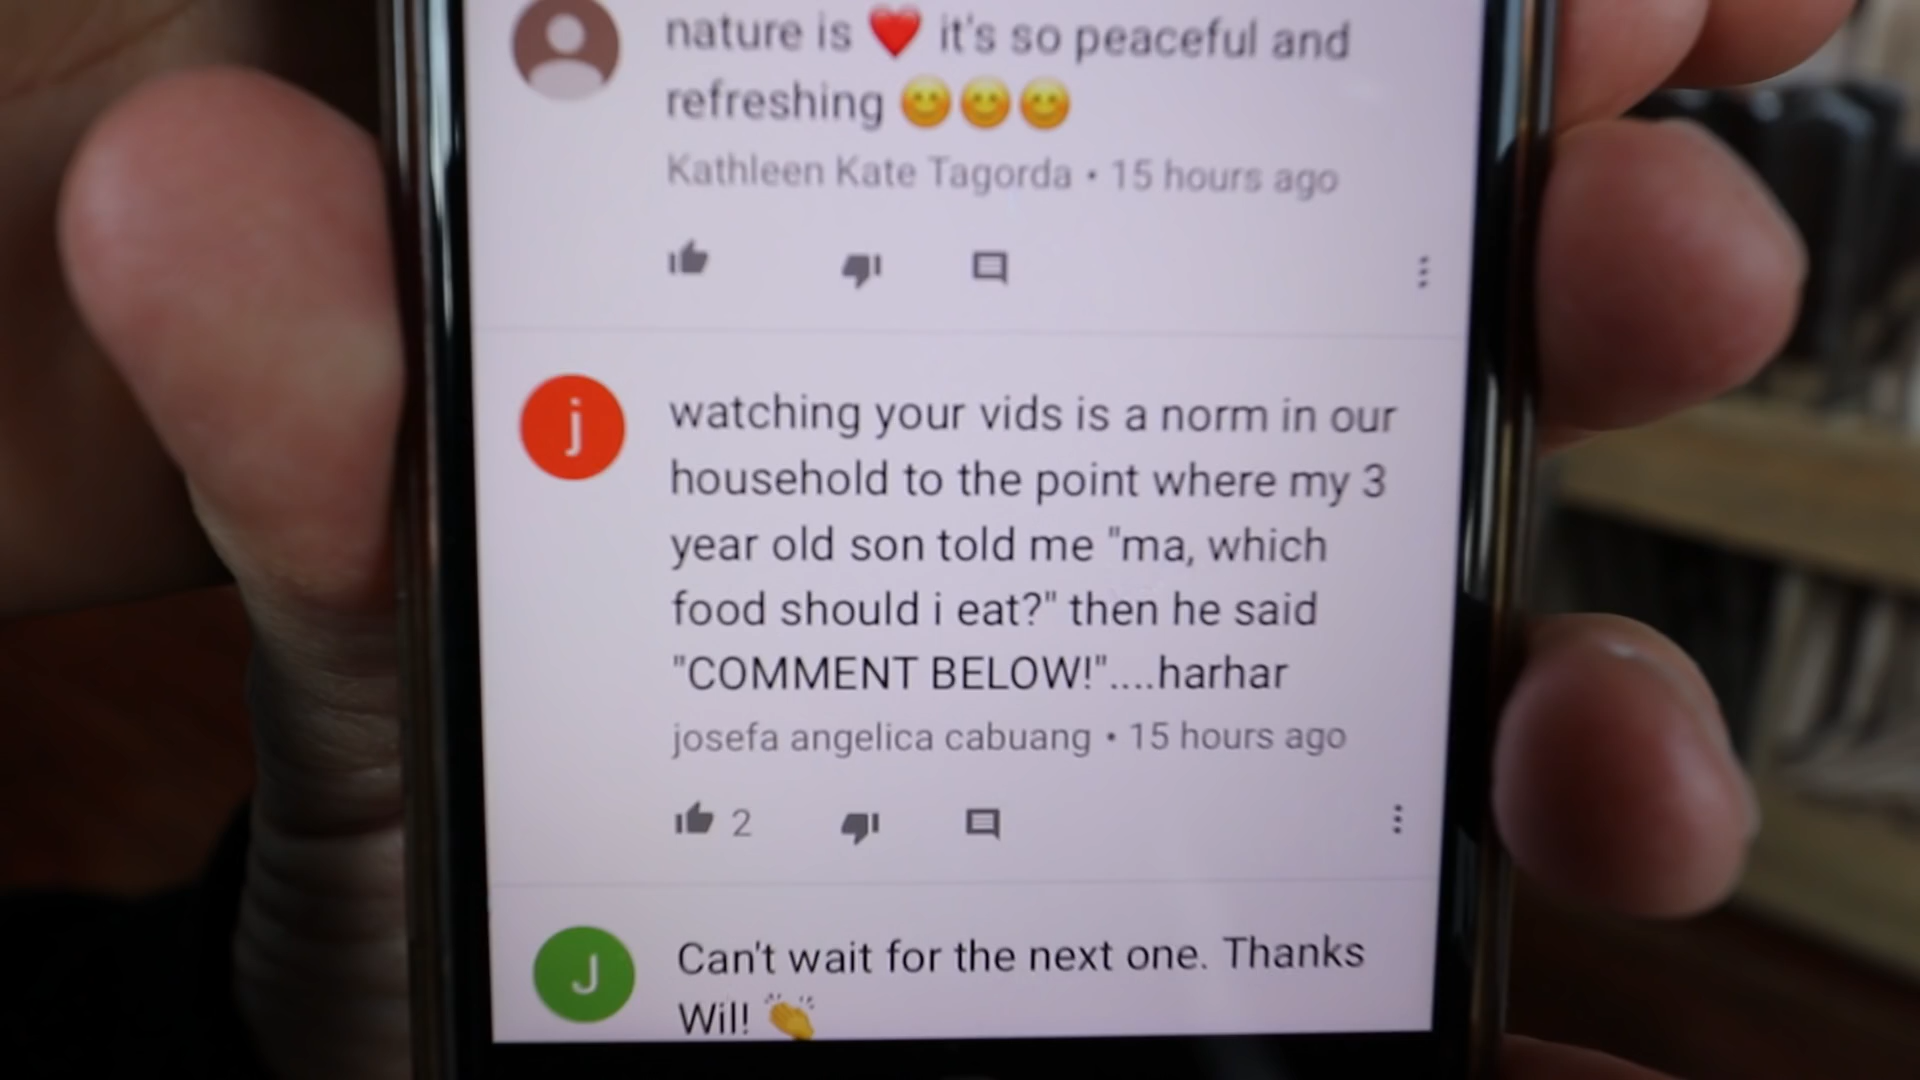 nature is ❤️ it's so peaceful and
refreshing 😊😊😊
Kathleen Kate Tagorda • 15 hours ago
j
watching your vids is a norm in our
household to the point where my 3
year old son told me "ma, which
food should i eat?" then he said
"COMMENT BELOW!"....harhar
josefa angelica cabuang • 15 hours ago
2
J
Can't wait for the next one. Thanks
Wil! 👏